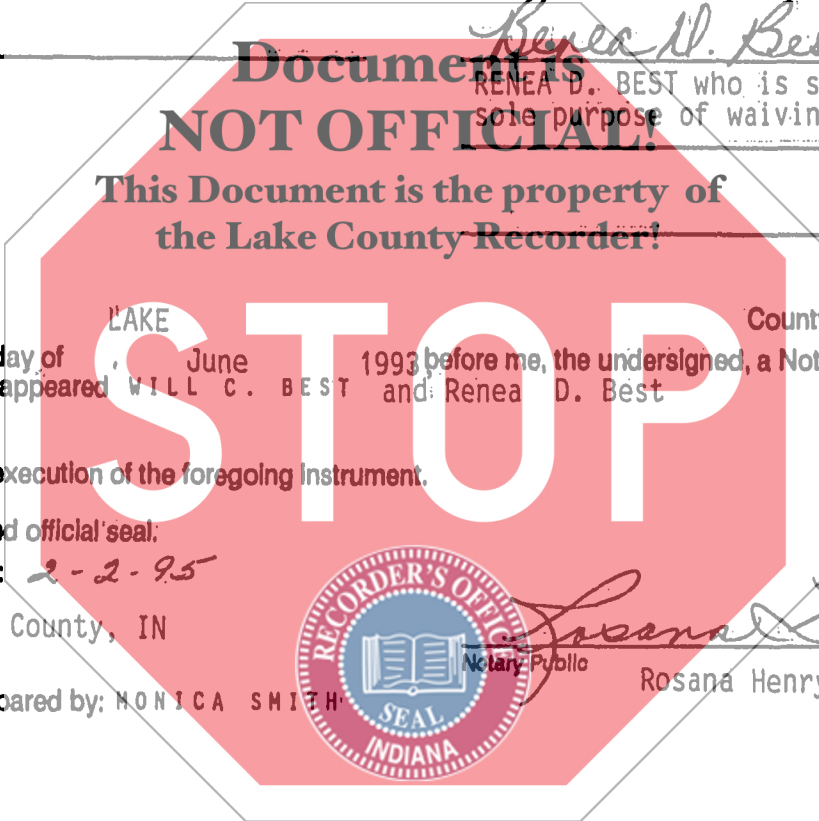 Renea D. Bes
Document is
RENEA D. BEST who is s
NOT OFFICIAL!
sole purpose of waivin
This Document is the property of
the Lake County Recorder!
STOP
LAKE Count
day of June 1993 before me, the undersigned, a Not
appeared WILL C. BEST and Renea D. Best
xecution of the foregoing instrument.
d official seal.
: 2-2-95
County, IN
Notary Public
Rosana Henry
pared by: MONICA SMITH
RECORDER'S OFFICE
SEAL
INDIANA